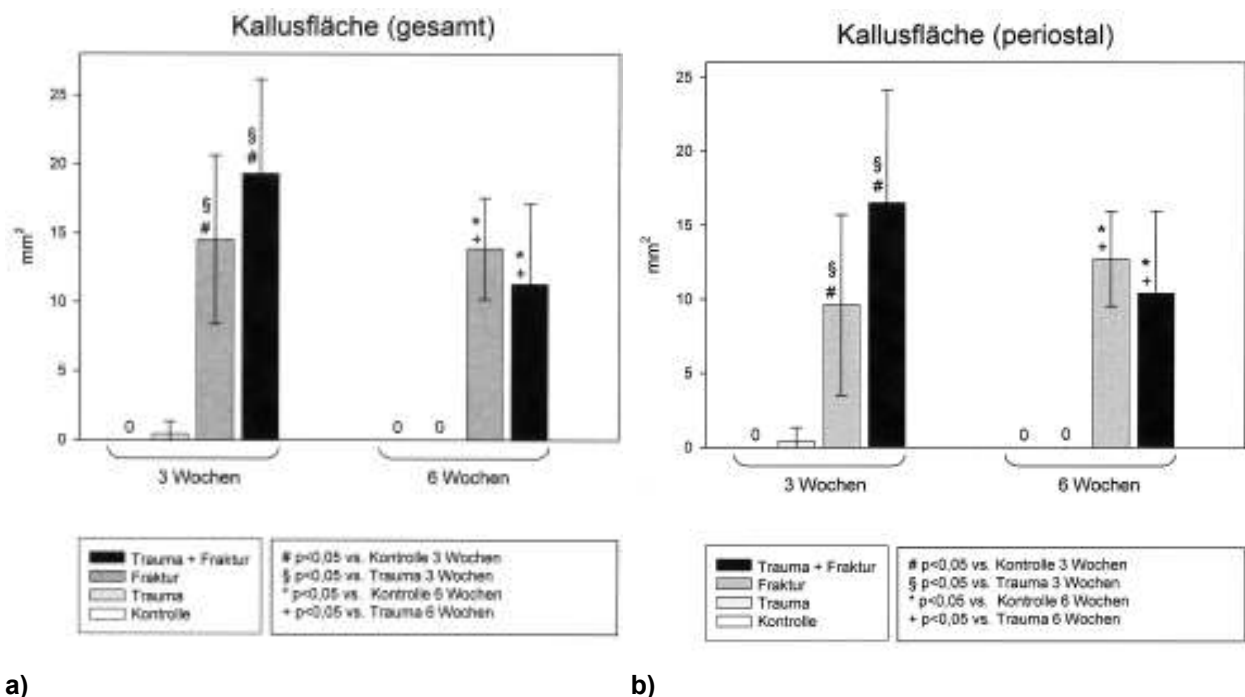 Kallusfläche (gesamt)
25
20
15
10
5
0
mm²
§
#
§
#
*
+
*
+
0
0
0
3 Wochen
6 Wochen
Trauma + Fraktur
Fraktur
Trauma
Kontrolle
# p<0,05 vs. Kontrolle 3 Wochen
§ p<0,05 vs. Trauma 3 Wochen
* p<0,05 vs. Kontrolle 6 Wochen
+ p<0,05 vs. Trauma 6 Wochen
a)
Kallusfläche (periostal)
25
20
15
10
5
0
mm²
§
#
§
#
*
+
*
+
0
0
0
3 Wochen
6 Wochen
Trauma + Fraktur
Fraktur
Trauma
Kontrolle
# p<0,05 vs. Kontrolle 3 Wochen
§ p<0,05 vs. Trauma 3 Wochen
* p<0,05 vs. Kontrolle 6 Wochen
+ p<0,05 vs. Trauma 6 Wochen
b)